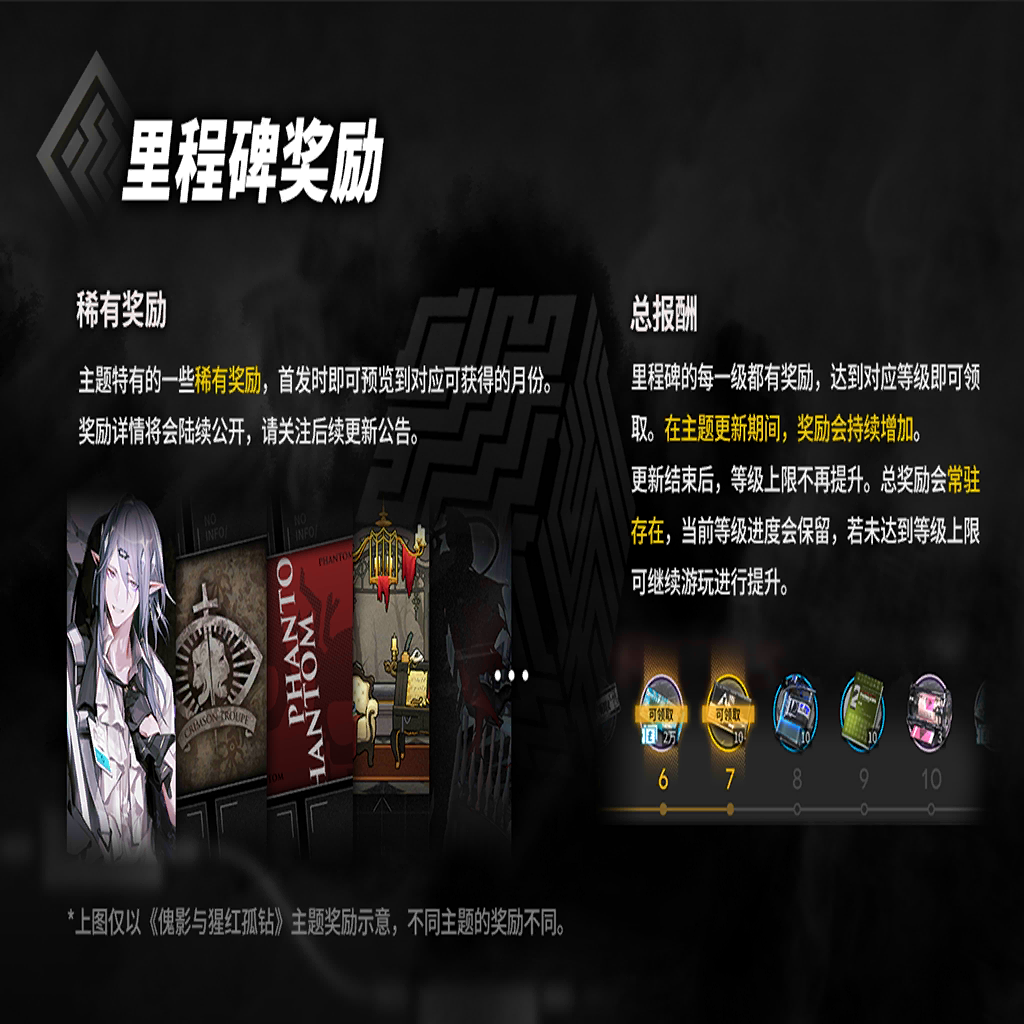 里程碑奖励
稀有奖励
主题特有的一些稀有奖励，首发时即可预览到对应可获得的月份。
奖励详情将会陆续公开，请关注后续更新公告。
总报酬
里程碑的每一级都有奖励，达到对应等级即可领
取。在主题更新期间，奖励会持续增加。
更新结束后，等级上限不再提升。总奖励会常驻
存在，当前等级进度会保留，若未达到等级上限
可继续游玩进行提升。
NO
INFO!
NO
INFO!
CRIMSON TROUPE
PHANTOM
PHANTO
HANTOM
可领取
2万
可领取
10
10
2
10
3
6
7
8
9
10
*上图仅以《傀影与猩红孤钻》主题奖励示意，不同主题的奖励不同。